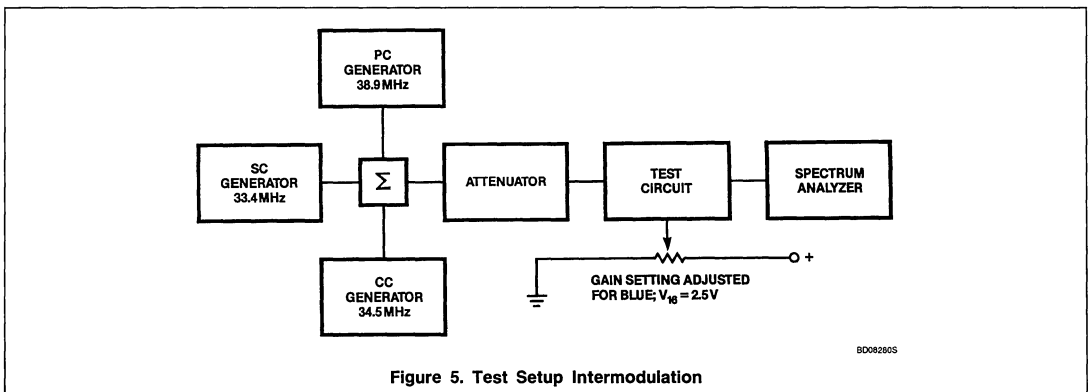 PC
GENERATOR
38.9MHz
SC
GENERATOR
33.4MHz
Σ
ATTENUATOR
TEST
CIRCUIT
SPECTRUM
ANALYZER
+
GAIN SETTING ADJUSTED
FOR BLUE; V₁₆ = 2.5V
CC
GENERATOR
34.5MHz
BD08280S
Figure 5. Test Setup Intermodulation